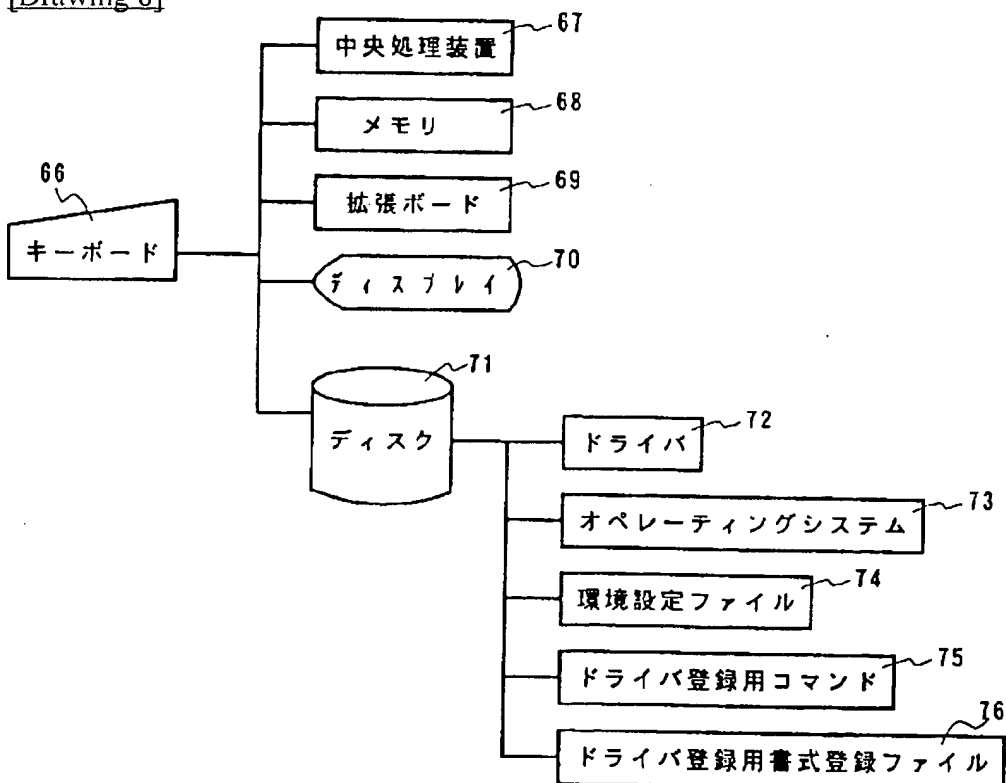 [Drawing 8]
67
中央処理装置
68
メモリ
66
69
拡張ボード
キーボード
70
ディスプレイ
71
ディスク
72
ドライバ
73
オペレーティングシステム
74
環境設定ファイル
75
ドライバ登録用コマンド
76
ドライバ登録用書式登録ファイル